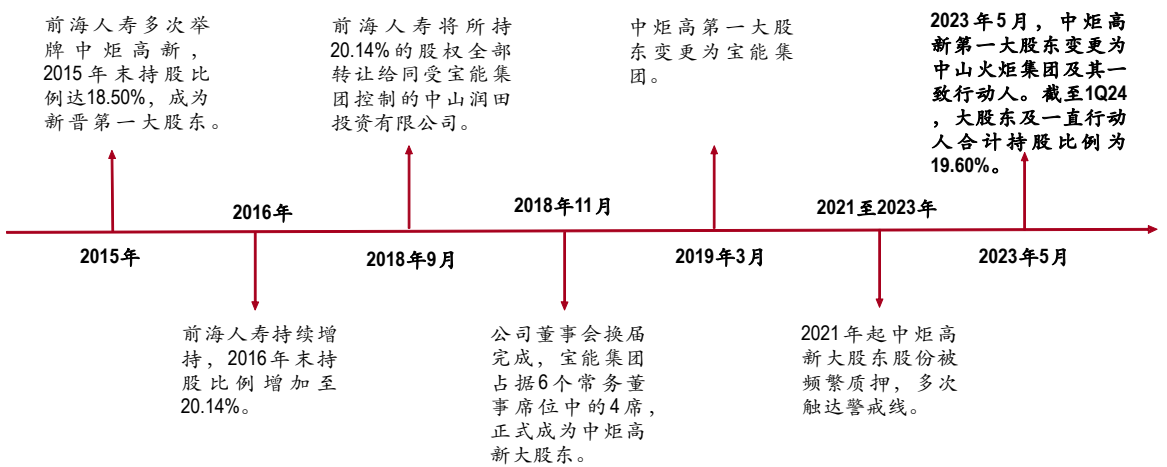 前海人寿多次举
牌中炬高新，
2015年末持股比
例达18.50%，成为
新晋第一大股东。
前海人寿将所持
20.14%的股权全部
转让给同受宝能集
团控制的中山润田
投资有限公司。
中炬高第一大股
东变更为宝能集
团。
2023年5月，中炬高
新第一大股东变更为
中山火炬集团及其一
致行动人。截至1Q24
，大股东及一直行动
人合计持股比例为
19.60%。
2016年
2018年11月
2021至2023年
2015年
2018年9月
2019年3月
2023年5月
前海人寿持续增
持，2016年末持
股比例增加至
20.14%。
公司董事会换届
完成，宝能集团
占据6个常务董
事席位中的4席，
正式成为中炬高
新大股东。
2021年起中炬高
新大股东股份被
频繁质押，多次
触达警戒线。